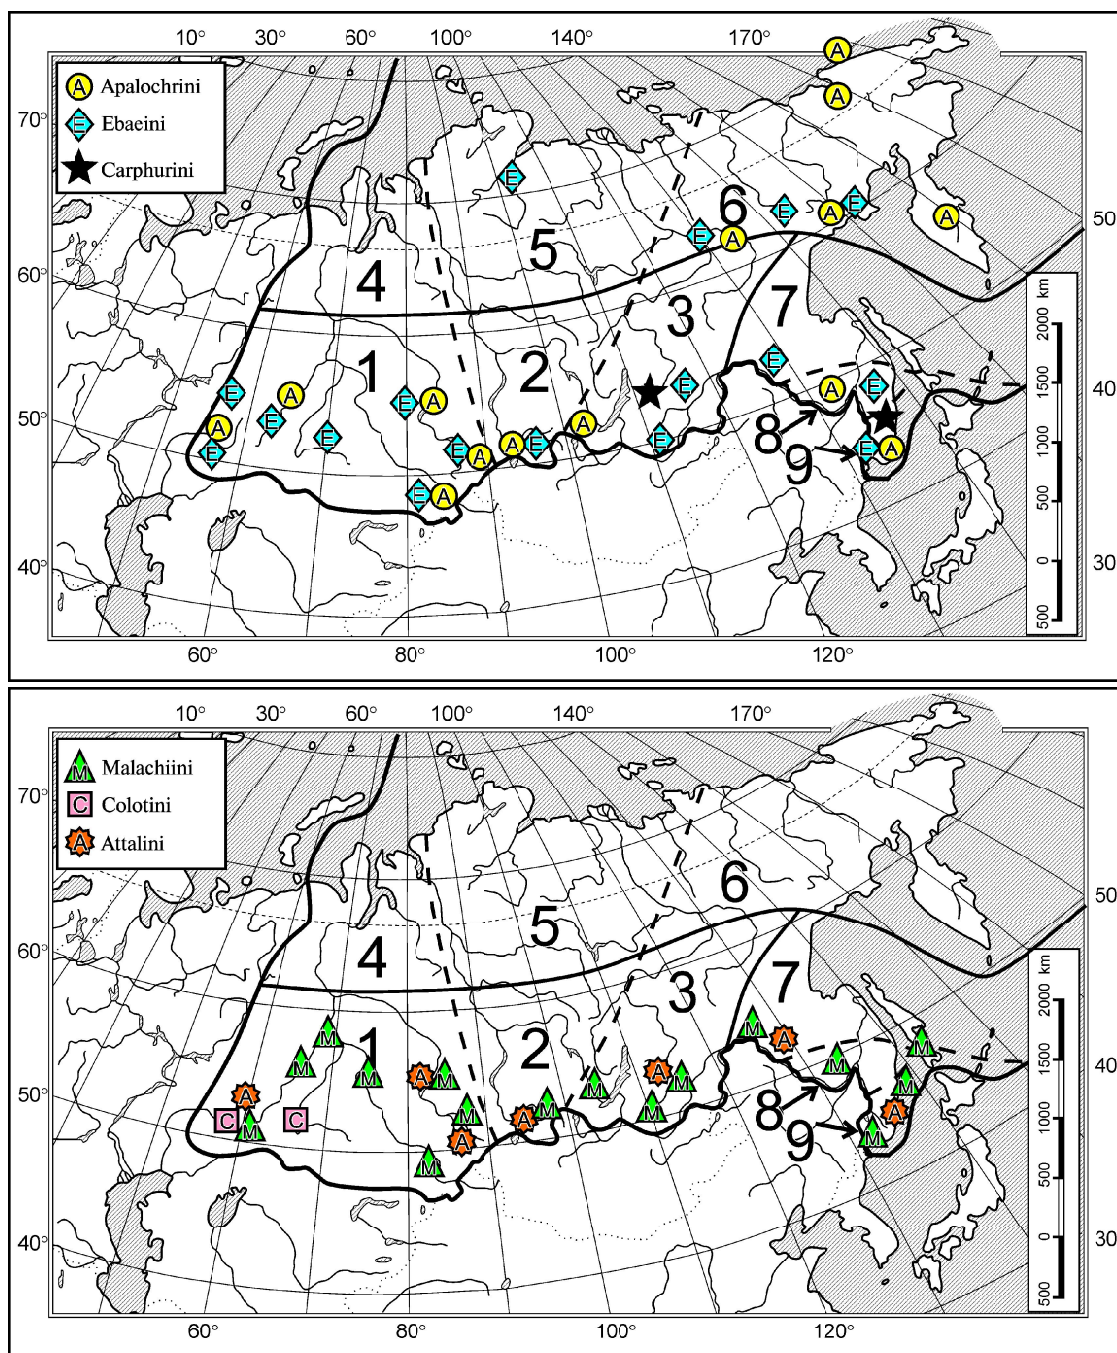 10° 30° 60° 100° 140° 170°
A Apalochrini
E Ebaeini
Carphurini
70°
60°
50°
40°
50
40
30
1 2 3 4 5 6 7 8 9
A A A A A A A A A A A A A A A A
E E E E E E E E E E E E E E E E E
km
2000
1500
1000
500
0
500
60° 80° 100° 120°
10° 30° 60° 100° 140° 170°
M Malachiini
C Colotini
A Attalini
70°
60°
50°
40°
50
40
30
1 2 3 4 5 6 7 8 9
M M M M M M M M M M M M M M M M
C C
A A A A A A A
km
2000
1500
1000
500
0
500
60° 80° 100° 120°